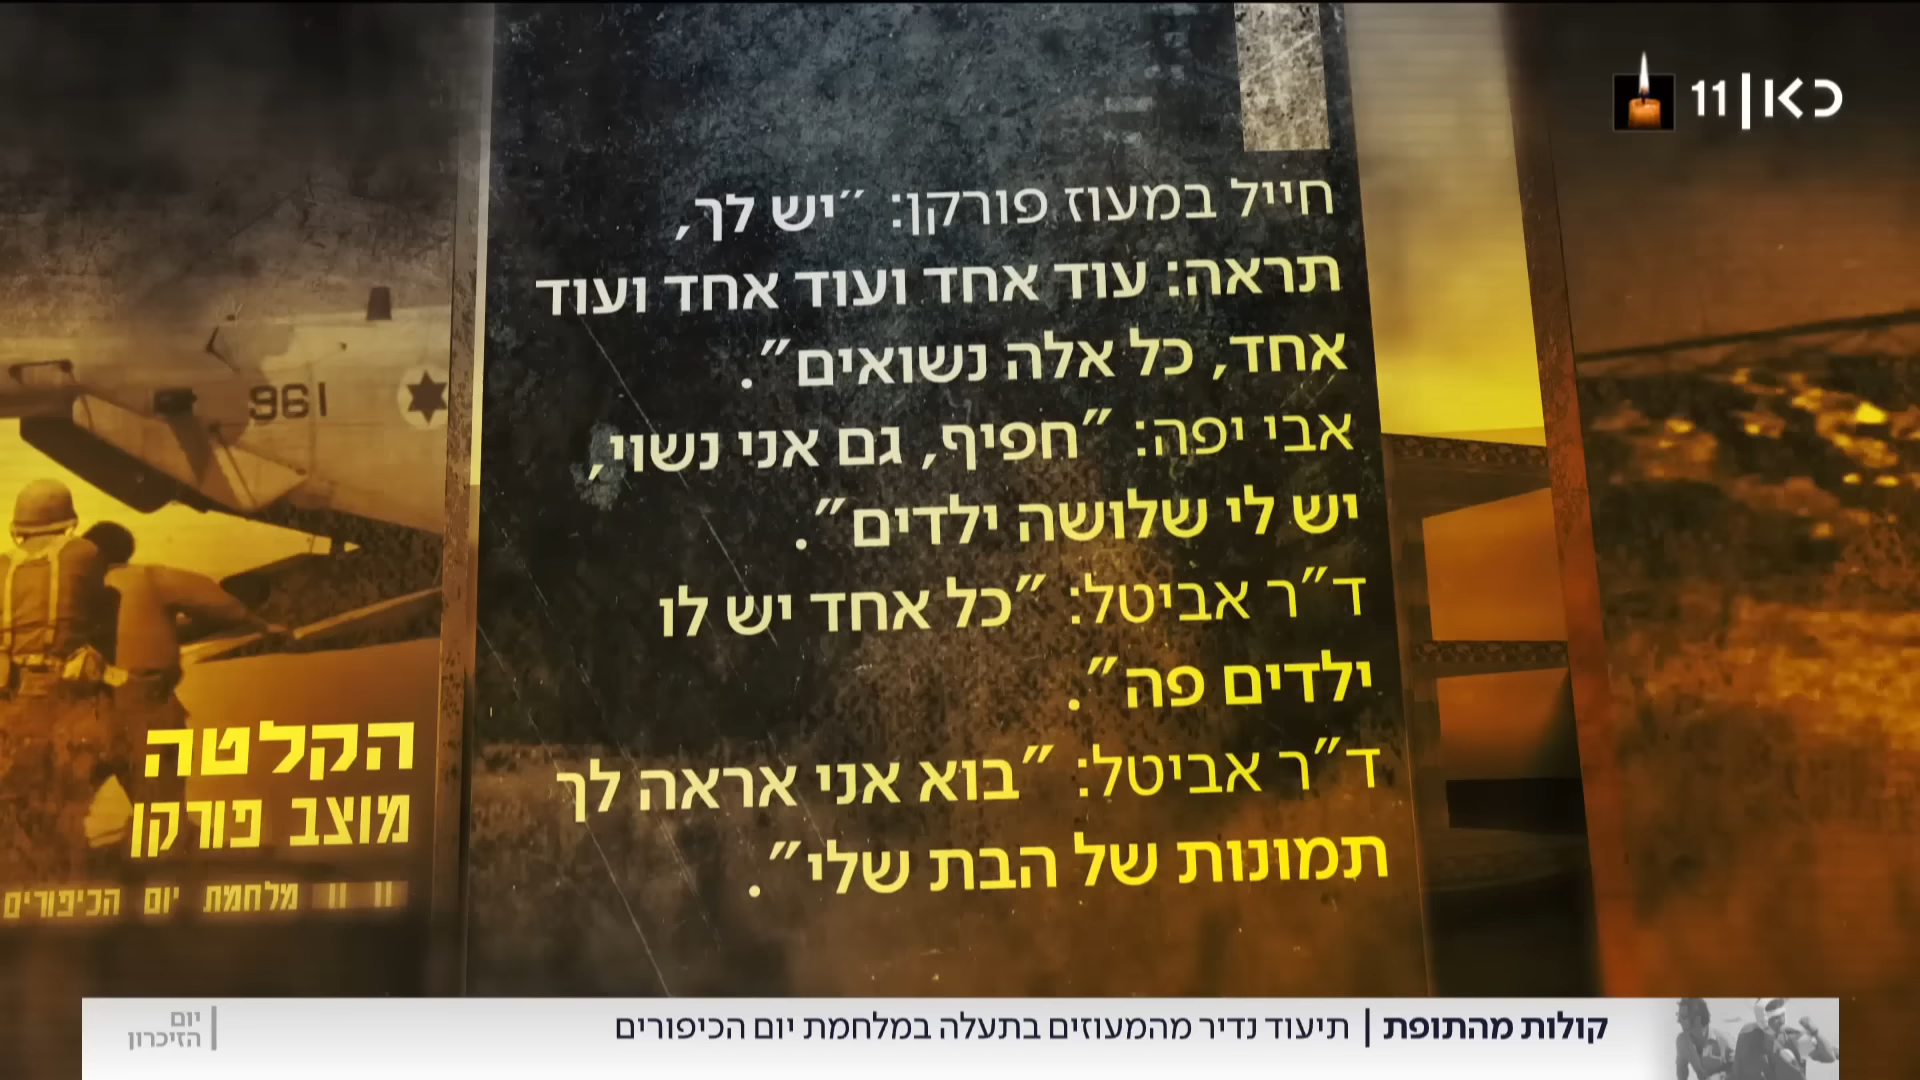 כאן|11
חייל במעוז פורקן: "יש לך,
תראה: עוד אחד ועוד אחד ועוד
אחד, כל אלה נשואים".
אבי יפה: "חפיף, גם אני נשוי,
יש לי שלושה ילדים".
ד"ר אביטל: "כל אחד יש לו
ילדים פה".
ד"ר אביטל: "בוא אני אראה לך
תמונות של הבת שלי".
961
הקלטה
מוצב פורקן
מלחמת יום הכיפורים
קולות מהתופת | תיעוד נדיר מהמעוזים בתעלה במלחמת יום הכיפורים
יום
הזיכרון